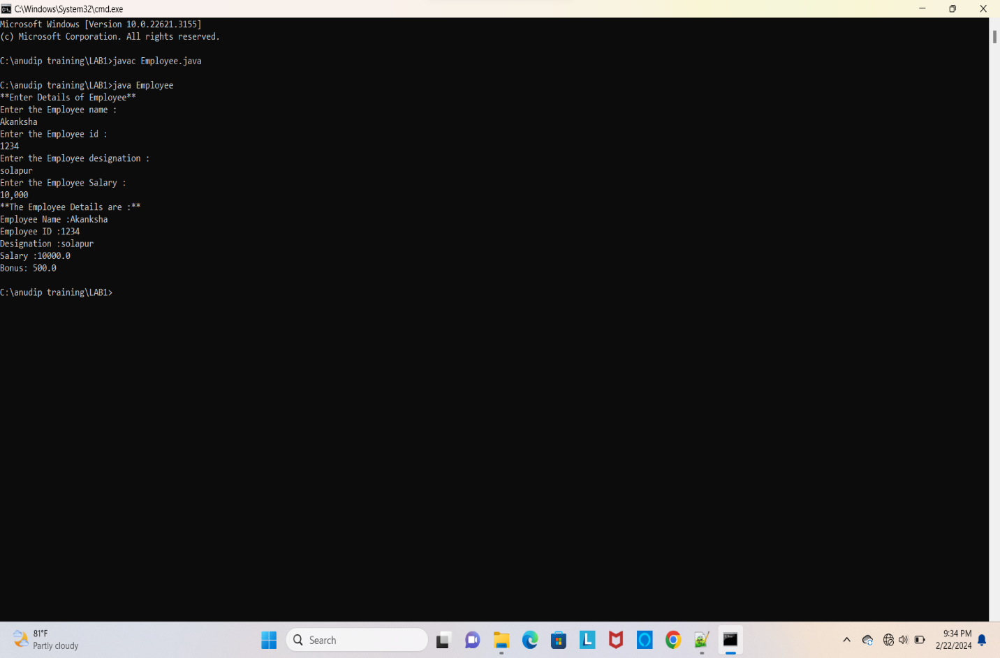 C:\Windows\System32\cmd.exe
Microsoft Windows [Version 10.0.22621.3155]
(c) Microsoft Corporation. All rights reserved.
C:\anudip training\LAB1>javac Employee.java
C:\anudip training\LAB1>java Employee
**Enter Details of Employee**
Enter the Employee name :
Akanksha
Enter the Employee id :
1234
Enter the Employee designation :
solapur
Enter the Employee Salary :
10,000
**The Employee Details are :**
Employee Name :Akanksha
Employee ID :1234
Designation :solapur
Salary :10000.0
Bonus: 500.0
C:\anudip training\LAB1>
81°F
Partly cloudy
Search
L
9:34 PM
2/22/2024